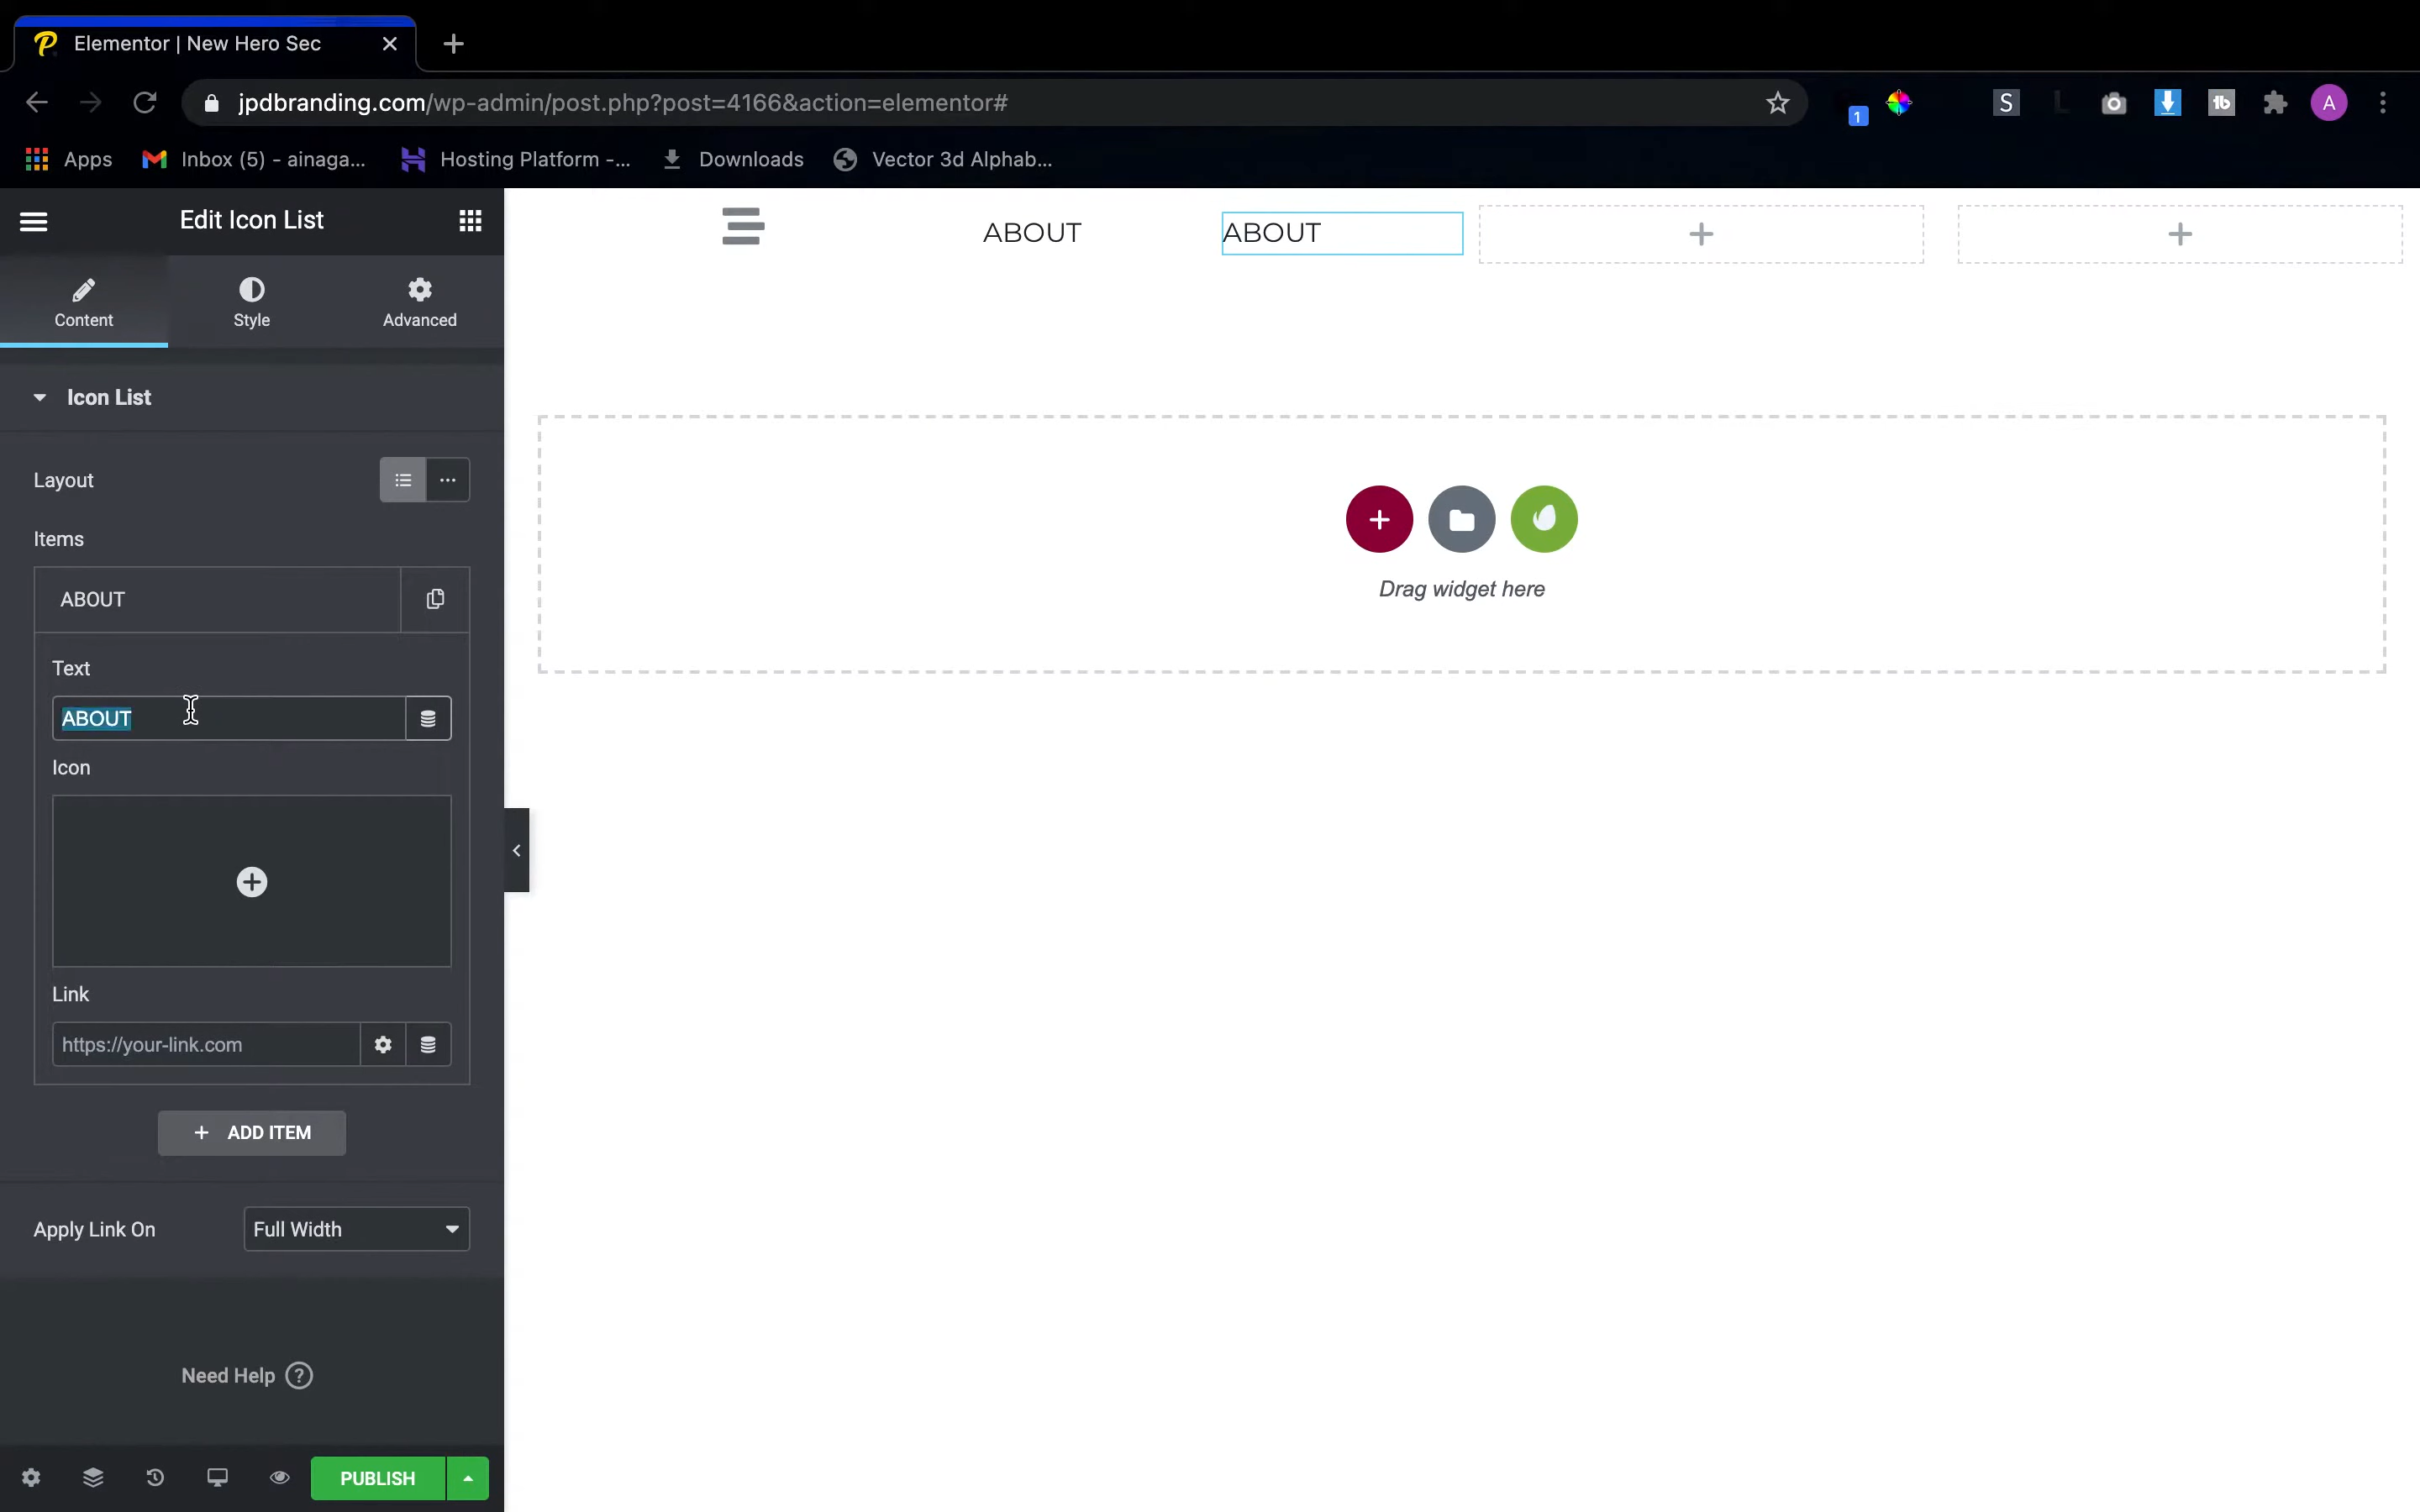 Elementor | New Hero Sec
jpdbranding.com/wp-admin/post.php?post=4166&action=elementor#
1
S
L
tb
A
Apps
Inbox (5) - ainaga...
Hosting Platform -...
Downloads
Vector 3d Alphab...
Edit Icon List
Content
Style
Advanced
ABOUT
ABOUT
Icon List
Layout
Items
ABOUT
Text
ABOUT
Icon
Link
https://your-link.com
ADD ITEM
Apply Link On
Full Width
Need Help ?
PUBLISH
Drag widget here